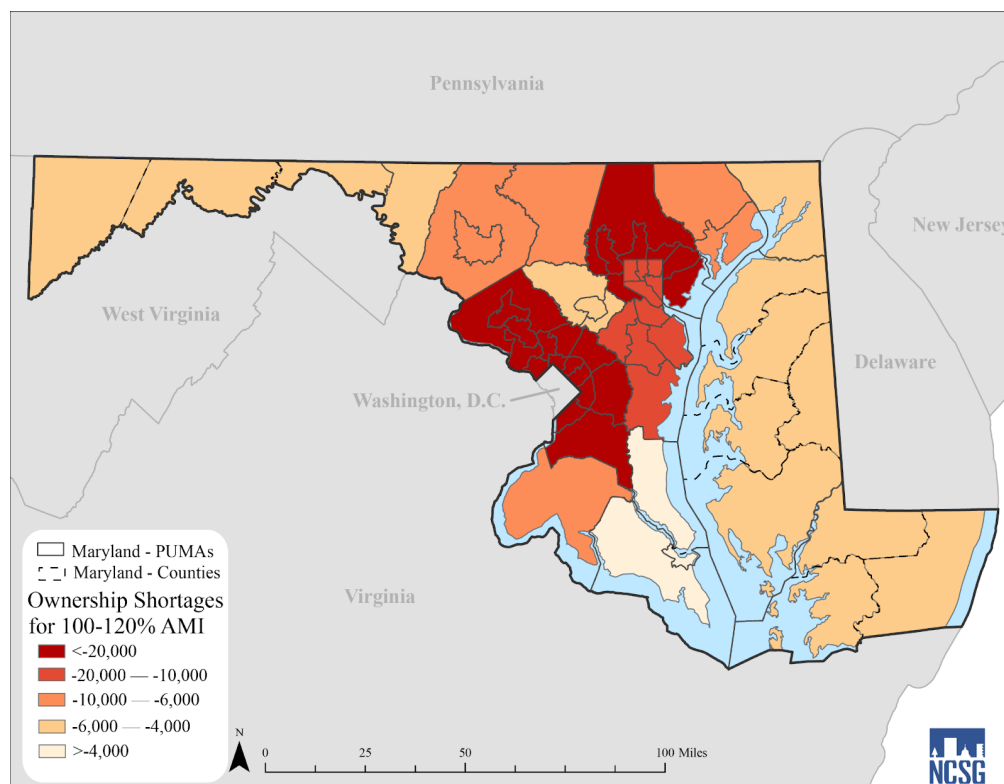 Pennsylvania
New Jersey
West Virginia
Delaware
Washington, D.C.
Virginia
Maryland - PUMAs
Maryland - Counties
Ownership Shortages
for 100-120% AMI
<-20,000
-20,000 — -10,000
-10,000 — -6,000
-6,000 — -4,000
>-4,000
N
0 25 50 100 Miles
NCSG